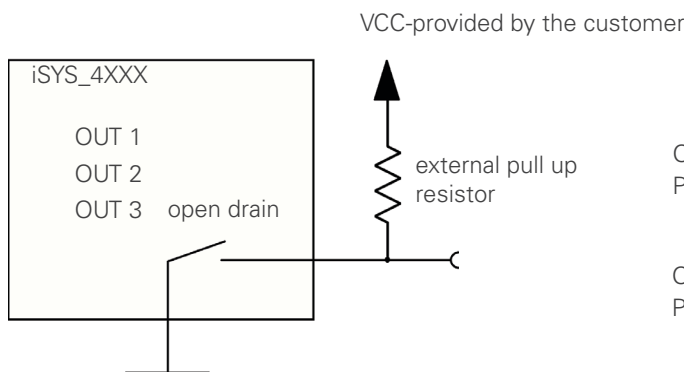 VCC-provided by the customer
iSYS_4XXX
OUT 1
OUT 2
OUT 3 open drain
external pull up
resistor